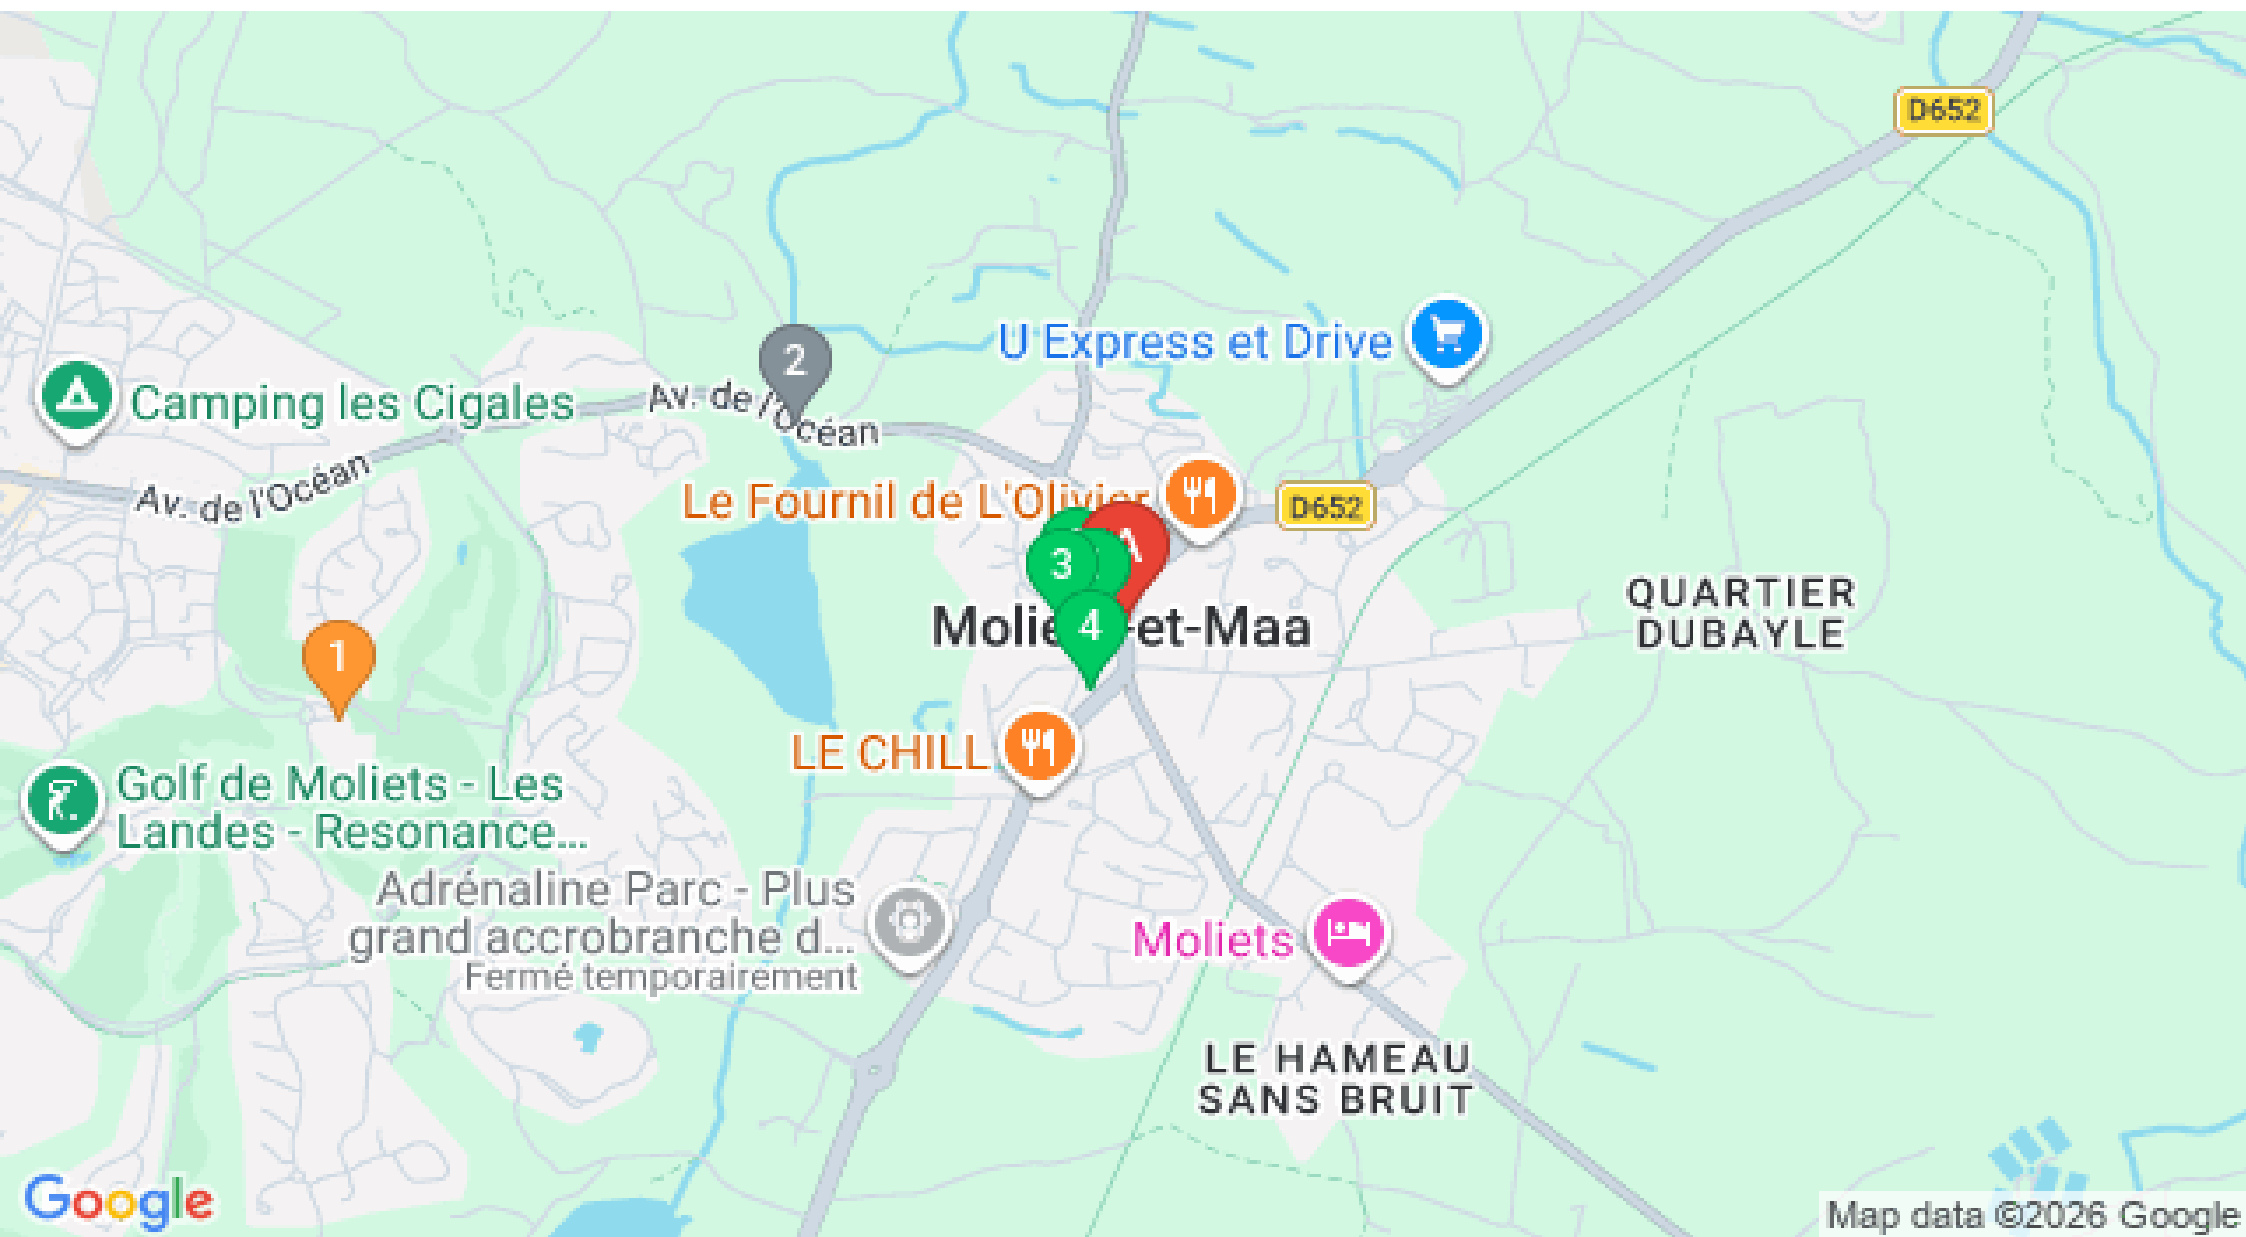 D652
U Express et Drive
2
Camping les Cigales
Av. de l'Océan
Av. de l'Océan
Le Fournil de L'Olivier
D652
A
3
QUARTIER
DUBAYLE
4
-et-Maa
1
LE CHILL
Golf de Moliets - Les
Landes - Resonance...
Adrénaline Parc - Plus
grand accrobranche d...
Fermé temporairement
Moliets
LE HAMEAU
SANS BRUIT
Google
Map data ©2026 Google